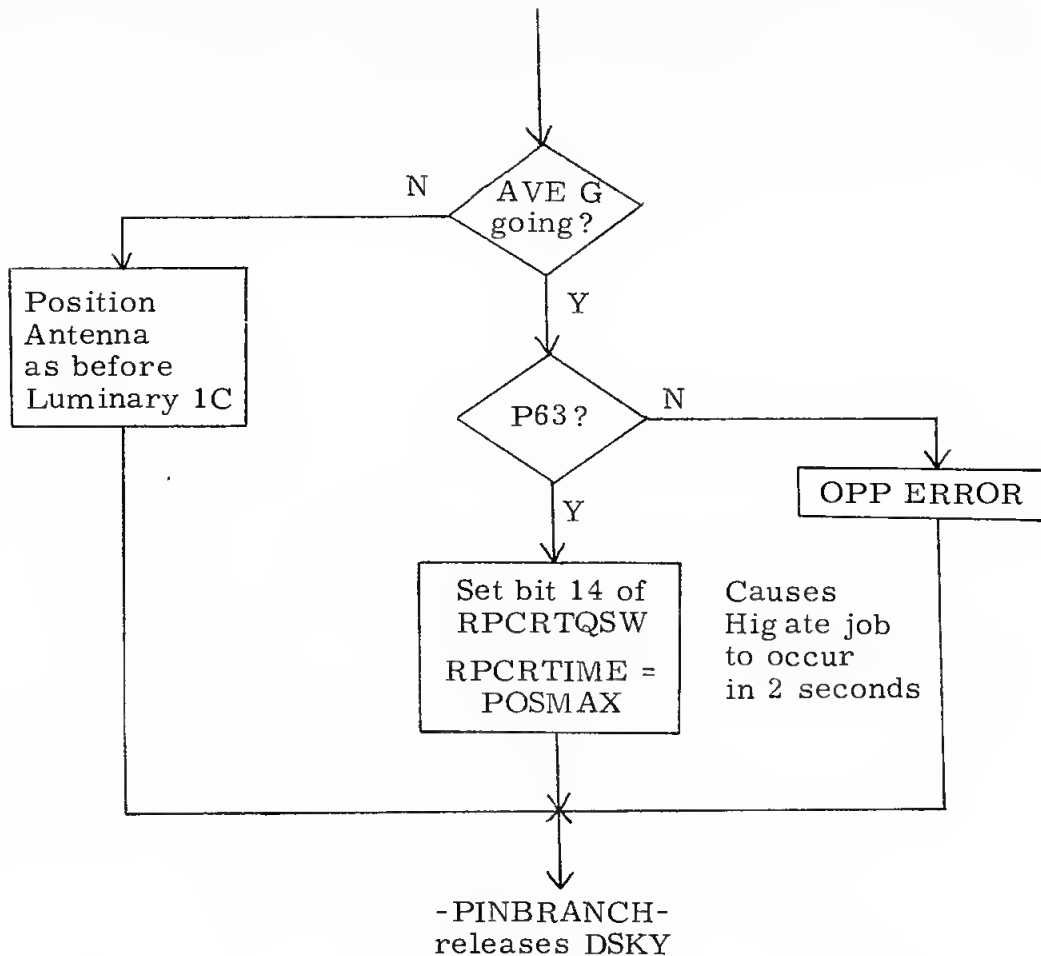 N
AVE G
going?
Position
Antenna
as before
Luminary 1C
Y
P63?
N
OPP ERROR
Y
Set bit 14 of
RPCRTQSW
RPCRTIME =
POSMAX
Causes
Higate job
to occur
in 2 seconds
-PINBRANCH-
releases DSKY